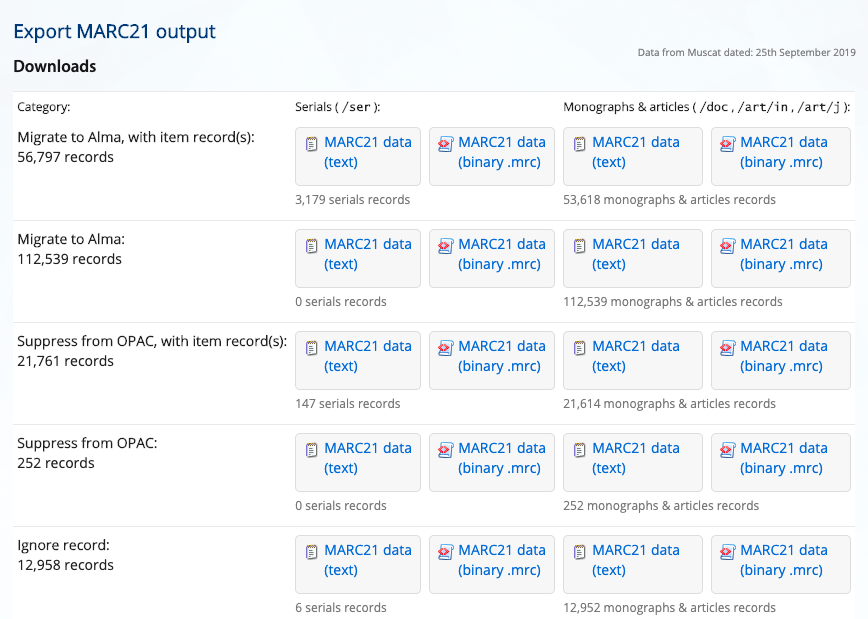 Export MARC21 output
Data from Muscat dated: 25th September 2019
Downloads
Category:
Serials ( /ser ):
Monographs & articles ( /doc , /art/in , /art/j ):
Migrate to Alma, with item record(s):
56,797 records
MARC21 data
(text)
MARC21 data
(binary .mrc)
3,179 serials records
MARC21 data
(text)
MARC21 data
(binary .mrc)
53,618 monographs & articles records
Migrate to Alma:
112,539 records
MARC21 data
(text)
MARC21 data
(binary .mrc)
0 serials records
MARC21 data
(text)
MARC21 data
(binary .mrc)
112,539 monographs & articles records
Suppress from OPAC, with item record(s):
21,761 records
MARC21 data
(text)
MARC21 data
(binary .mrc)
147 serials records
MARC21 data
(text)
MARC21 data
(binary .mrc)
21,614 monographs & articles records
Suppress from OPAC:
252 records
MARC21 data
(text)
MARC21 data
(binary .mrc)
0 serials records
MARC21 data
(text)
MARC21 data
(binary .mrc)
252 monographs & articles records
Ignore record:
12,958 records
MARC21 data
(text)
MARC21 data
(binary .mrc)
6 serials records
MARC21 data
(text)
MARC21 data
(binary .mrc)
12,952 monographs & articles records